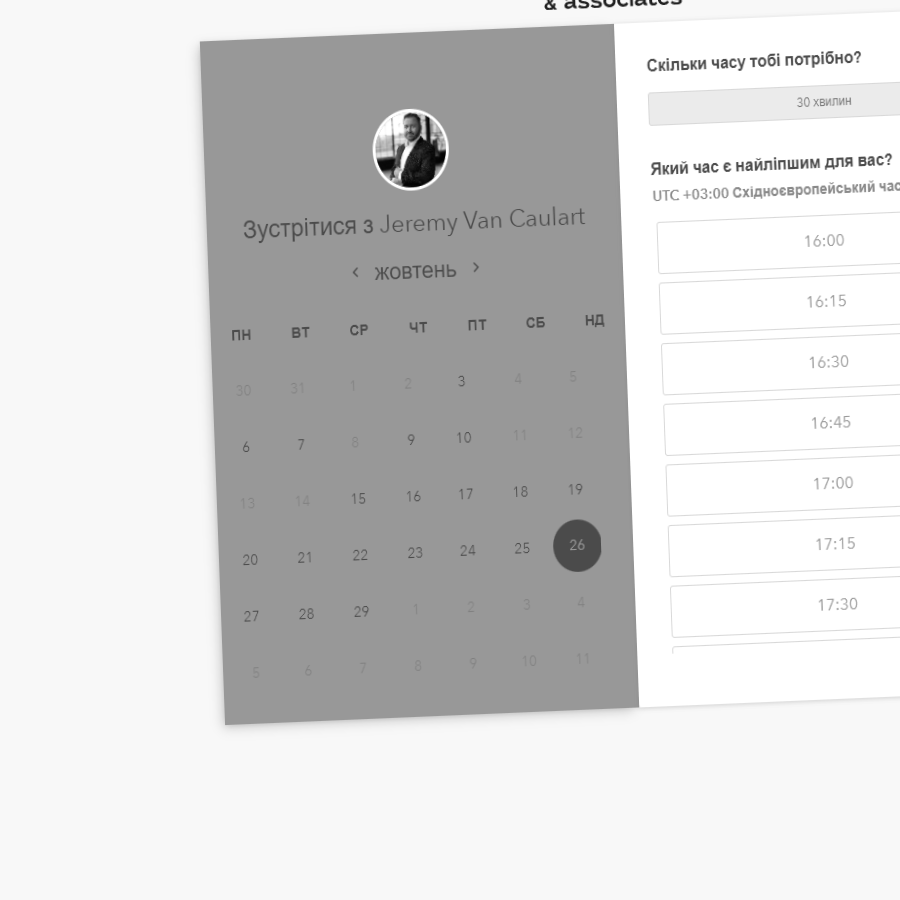 & associates
Зустрітися з Jeremy Van Caulart
‹ жовтень ›
ПН ВТ СР ЧТ ПТ СБ НД
30 31 1 2 3 4 5
6 7 8 9 10 11 12
13 14 15 16 17 18 19
20 21 22 23 24 25 26
27 28 29 1 2 3 4
5 6 7 8 9 10 11
Скільки часу тобі потрібно?
30 хвилин
Який час є найліпшим для вас?
UTC +03:00 Східноєвропейський час
16:00
16:15
16:30
16:45
17:00
17:15
17:30